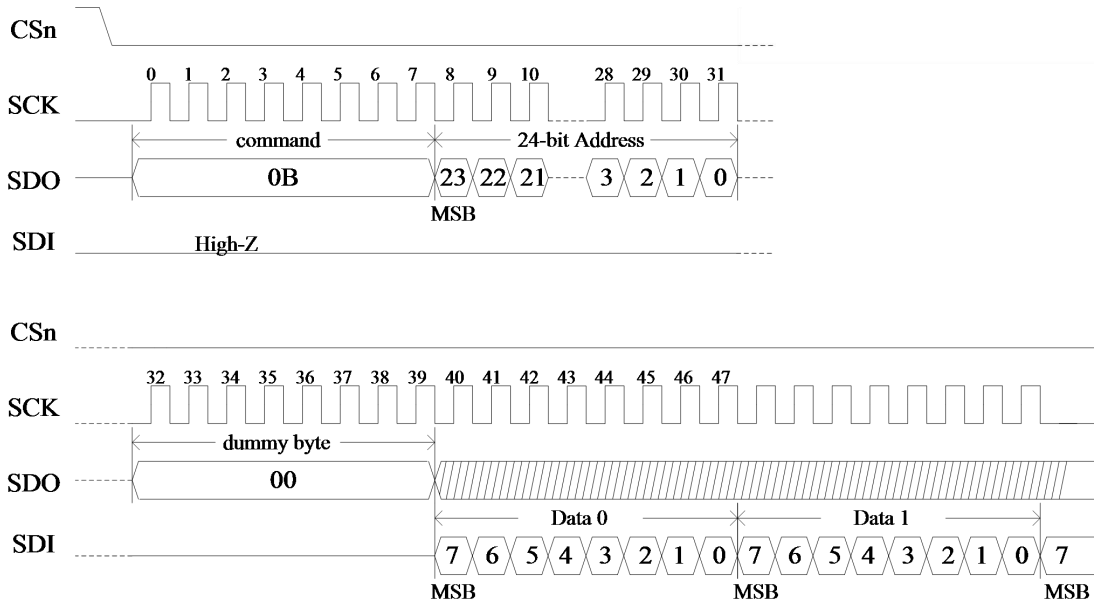 CSn
0 1 2 3 4 5 6 7 8 9 10 28 29 30 31
SCK
command 24-bit Address
SDO 0B 23 22 21 3 2 1 0
MSB
SDI High-Z
CSn
32 33 34 35 36 37 38 39 40 41 42 43 44 45 46 47
SCK
dummy byte
SDO 00
Data 0 Data 1
SDI 7 6 5 4 3 2 1 0 7 6 5 4 3 2 1 0 7
MSB MSB MSB